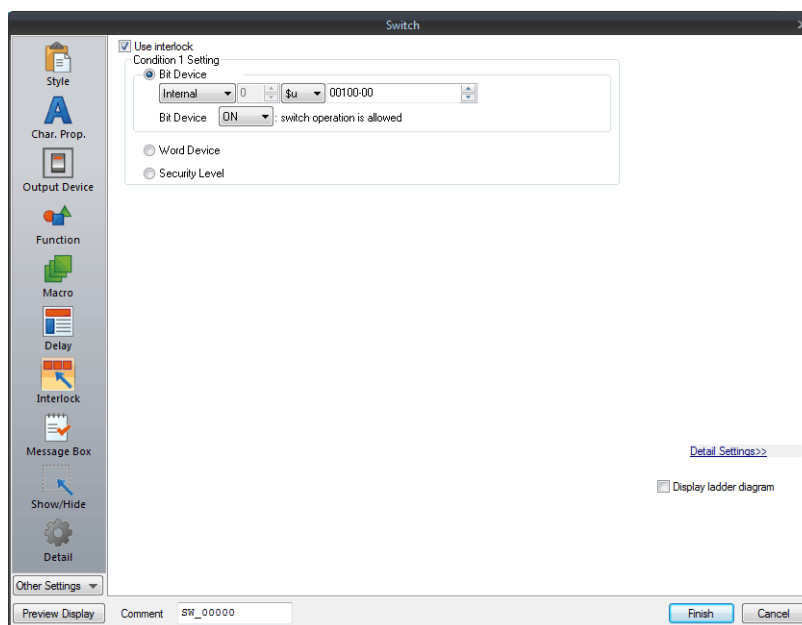 Switch
Style
Char. Prop.
Output Device
Function
Macro
Delay
Interlock
Message Box
Show/Hide
Detail
Other Settings
Preview Display
Use interlock
Condition 1 Setting
Bit Device
Internal 0 $u 00100-00
Bit Device ON : switch operation is allowed
Word Device
Security Level
Detail Settings>>
Display ladder diagram
Comment SW_00000
Finish Cancel